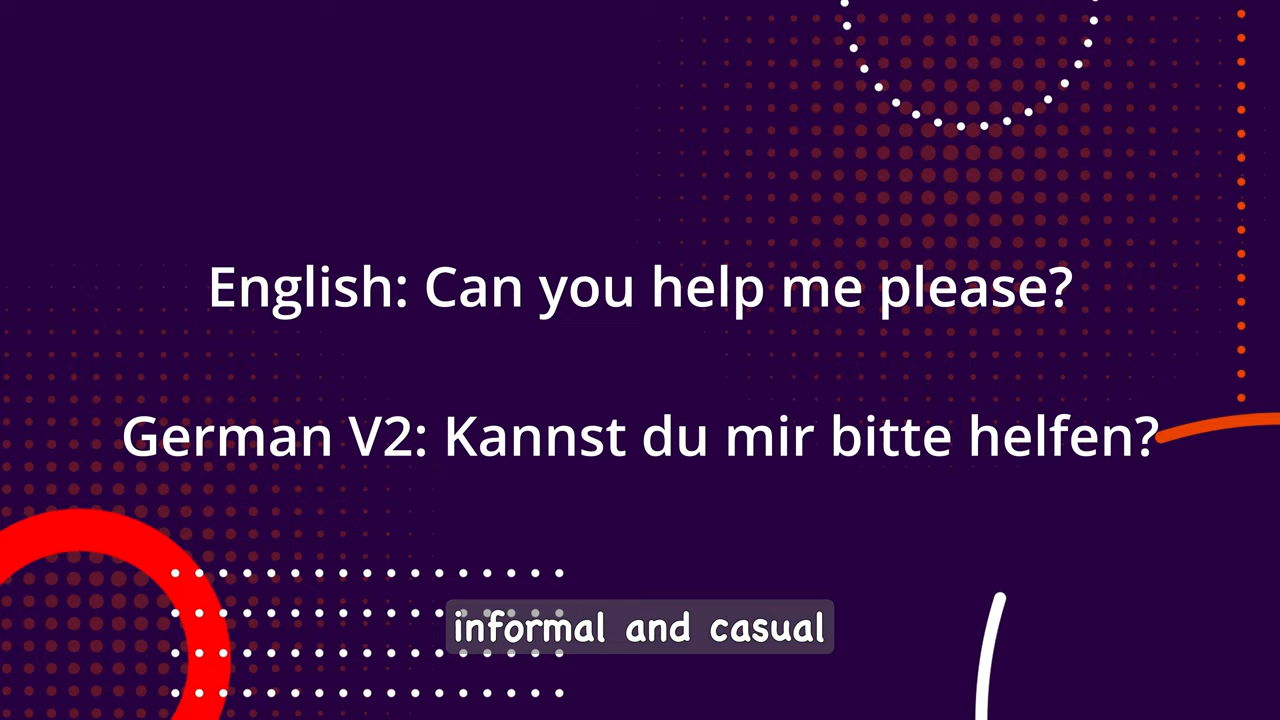 English: Can you help me please?
German V2: Kannst du mir bitte helfen?
informal and casual